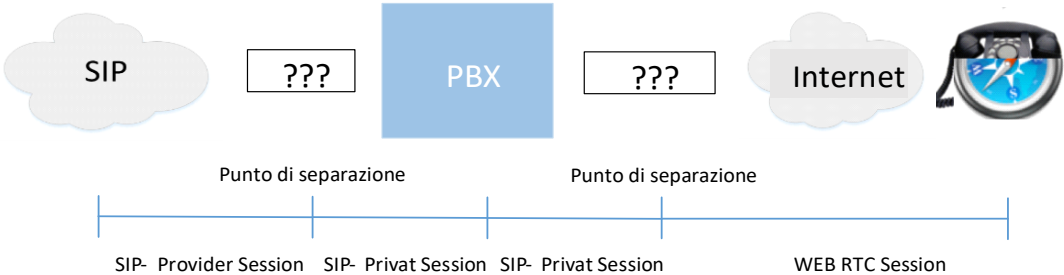 SIP
???
PBX
???
Internet
Punto di separazione
Punto di separazione
SIP- Provider Session
SIP- Privat Session
SIP- Privat Session
WEB RTC Session